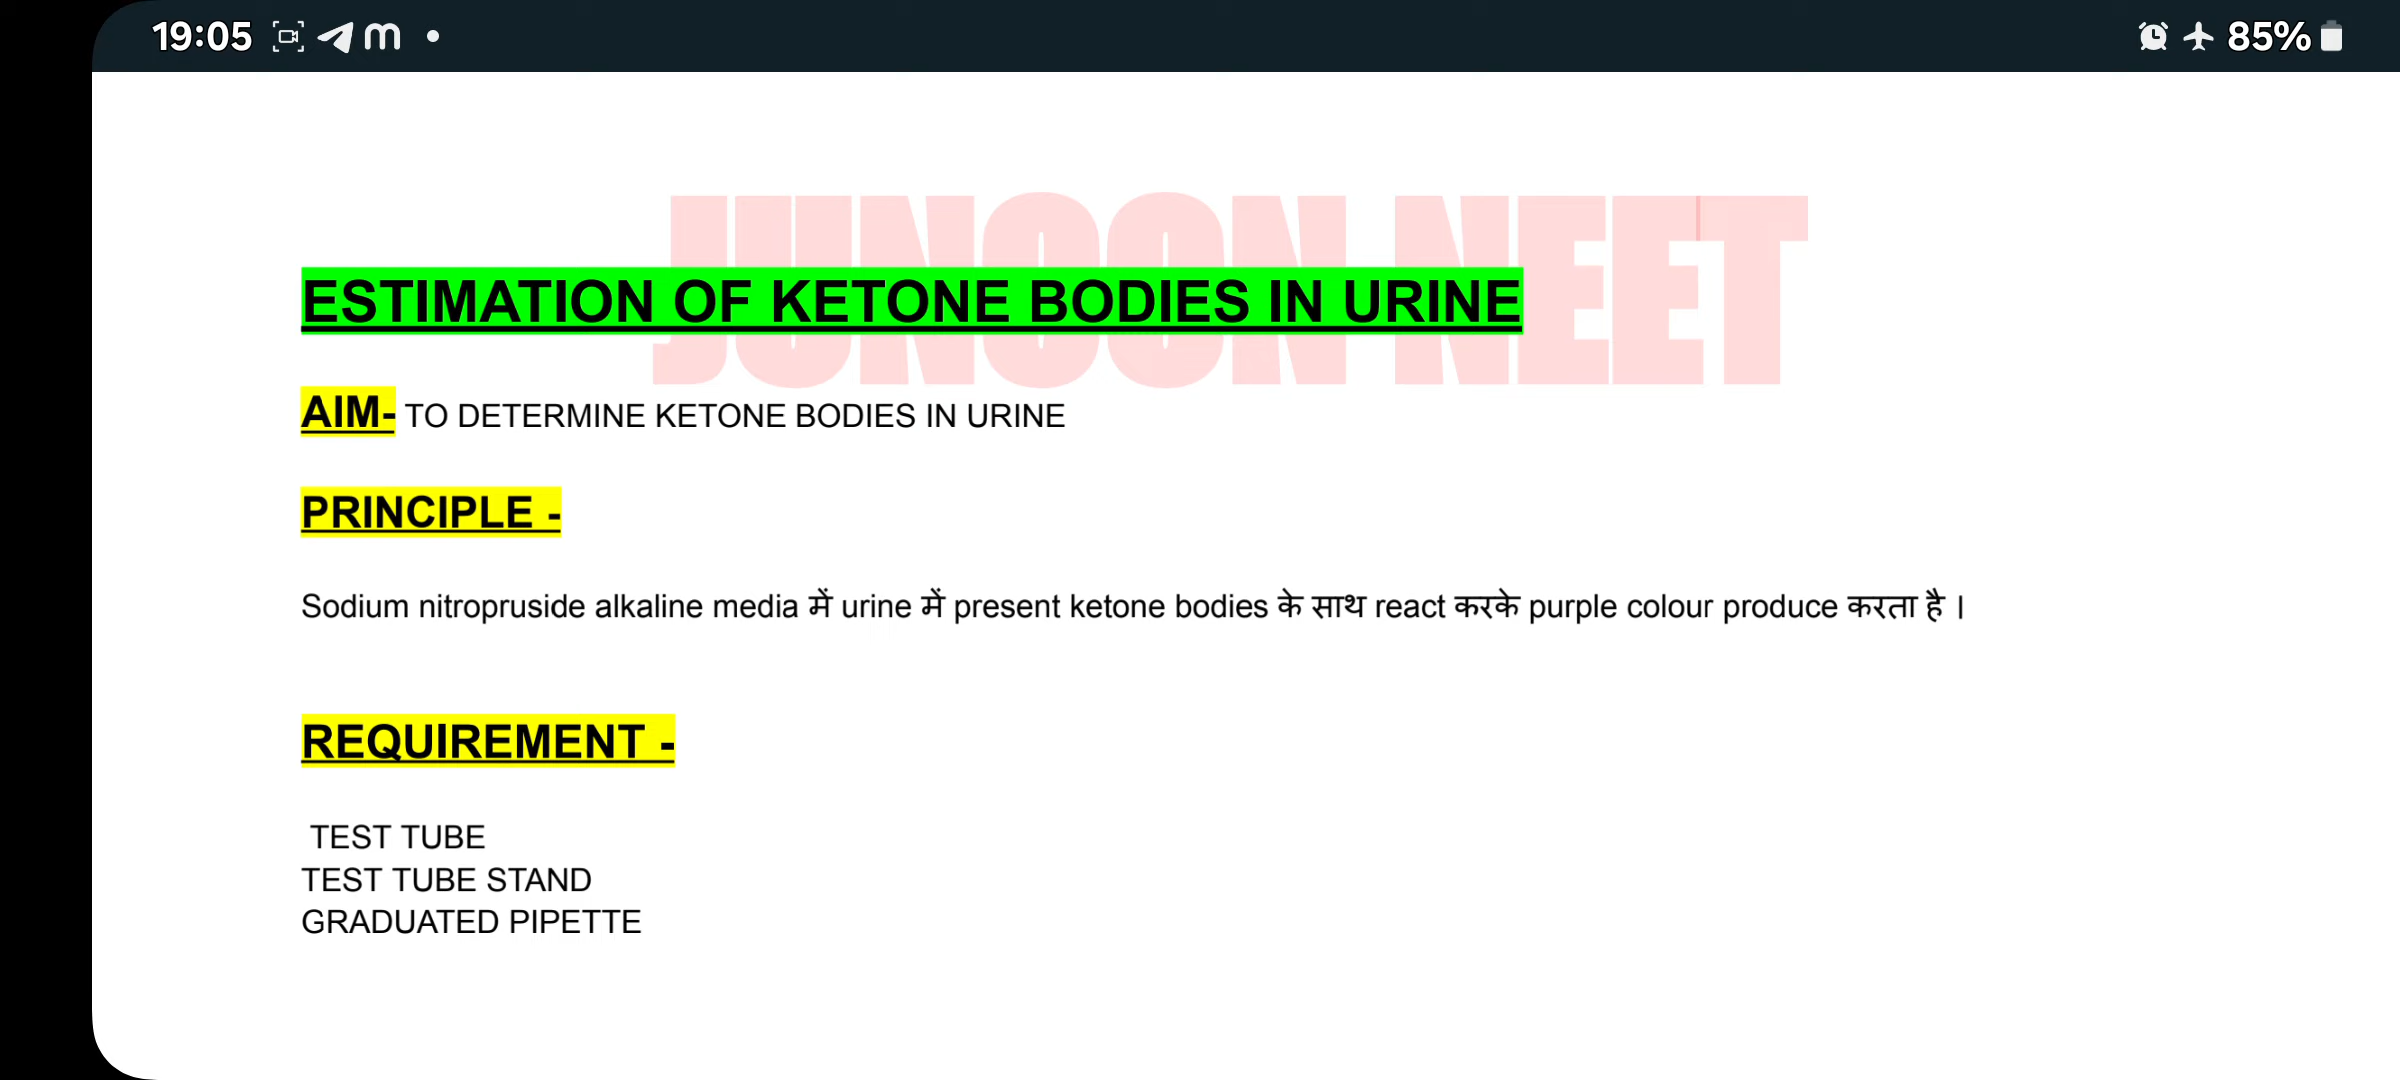 19:05
85%
JUNOON NEET
ESTIMATION OF KETONE BODIES IN URINE
AIM- TO DETERMINE KETONE BODIES IN URINE
PRINCIPLE -
Sodium nitropruside alkaline media में urine में present ketone bodies के साथ react करके purple colour produce करता है ।
REQUIREMENT -
TEST TUBE
TEST TUBE STAND
GRADUATED PIPETTE